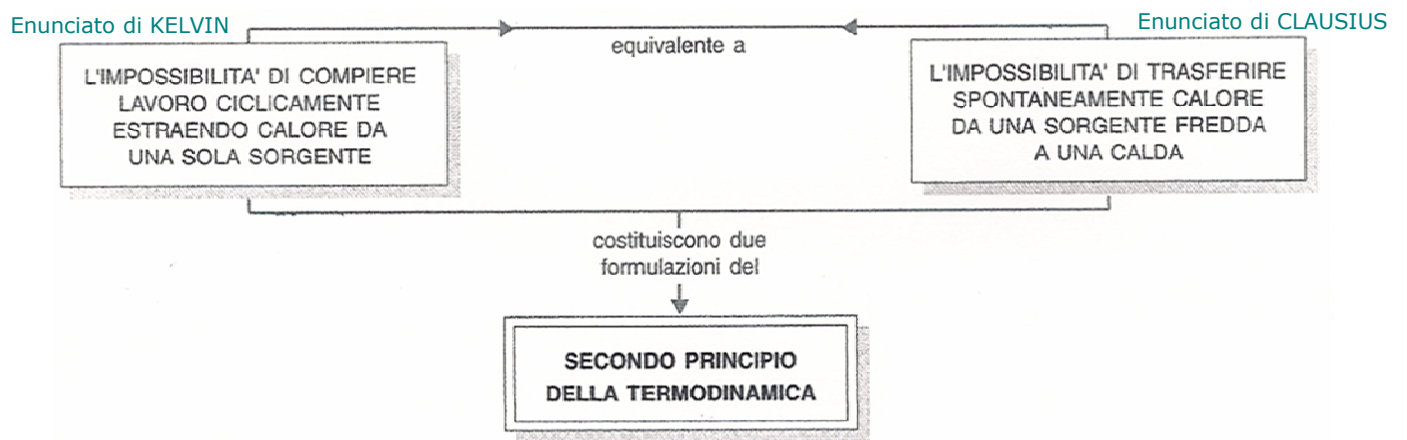 Enunciato di KELVIN
Enunciato di CLAUSIUS
equivalente a
L'IMPOSSIBILITA' DI COMPIERE
LAVORO CICLICAMENTE
ESTRAENDO CALORE DA
UNA SOLA SORGENTE
L'IMPOSSIBILITA' DI TRASFERIRE
SPONTANEAMENTE CALORE
DA UNA SORGENTE FREDDA
A UNA CALDA
costituiscono due
formulazioni del
SECONDO PRINCIPIO
DELLA TERMODINAMICA